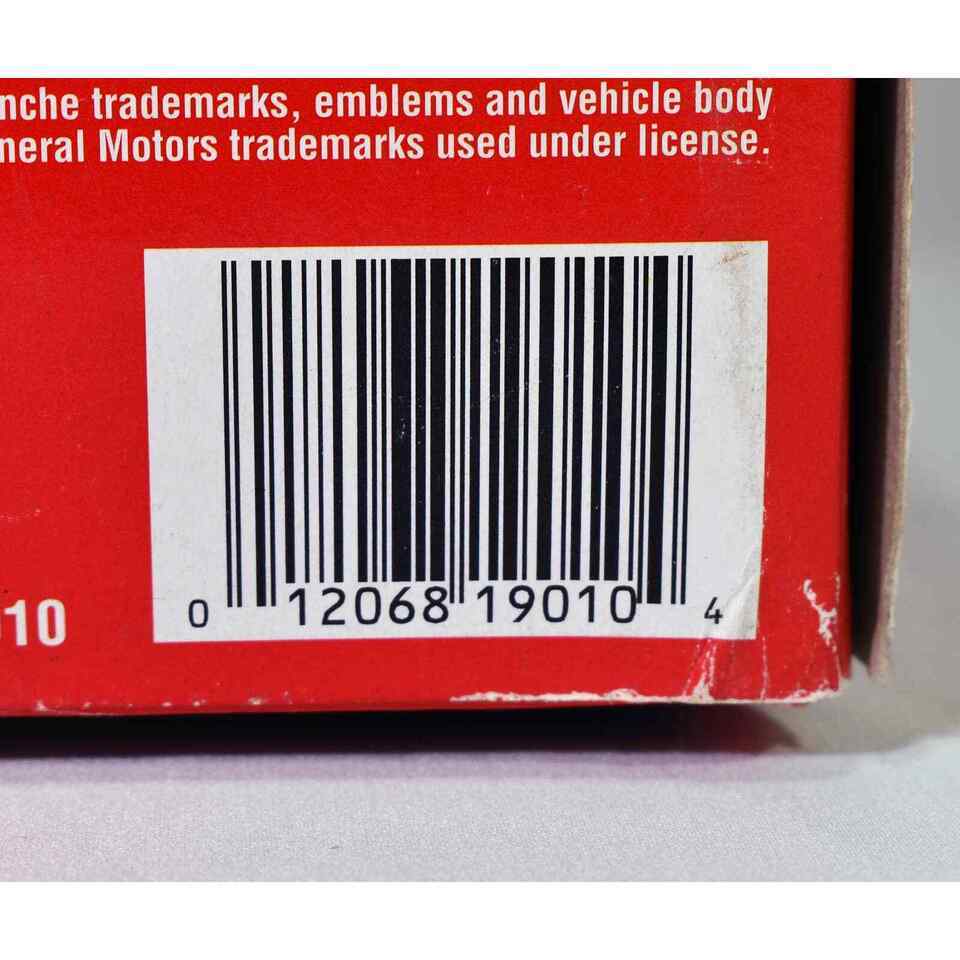 nche trademarks, emblems and vehicle body
neral Motors trademarks used under license.
10
0 12068 19010 4